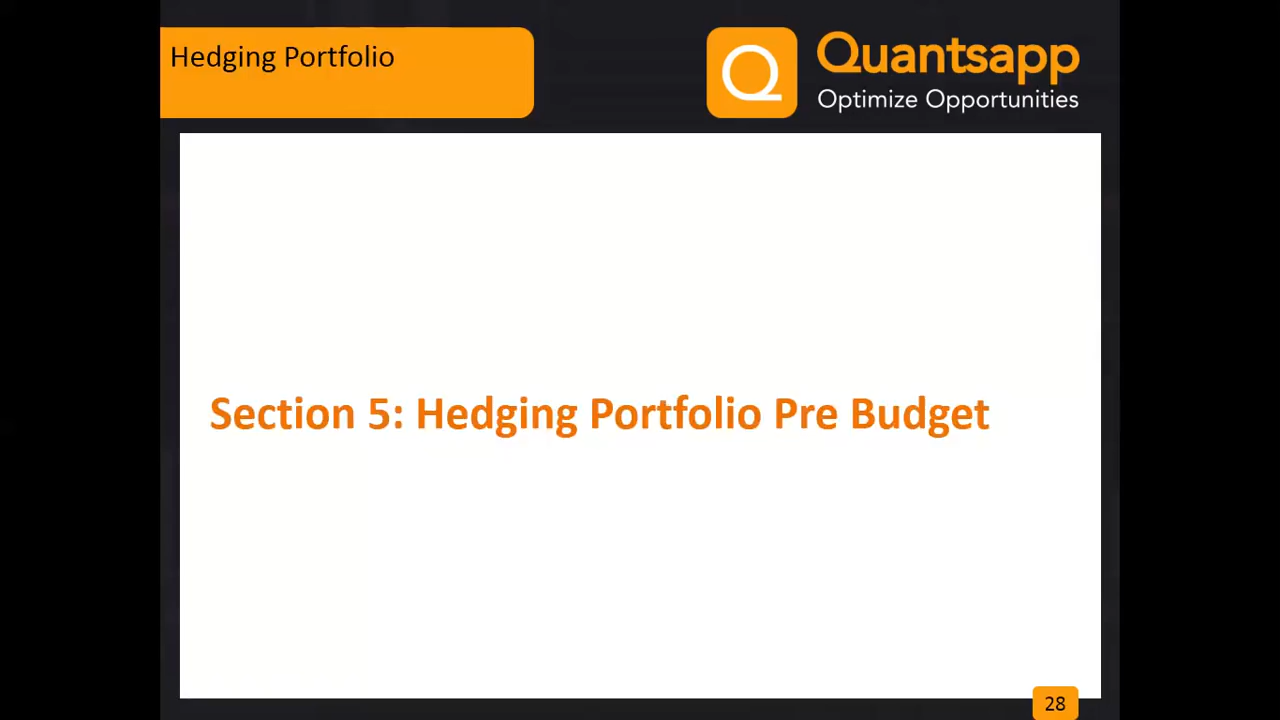 Hedging Portfolio
Quantsapp
Optimize Opportunities
Section 5: Hedging Portfolio Pre Budget
28